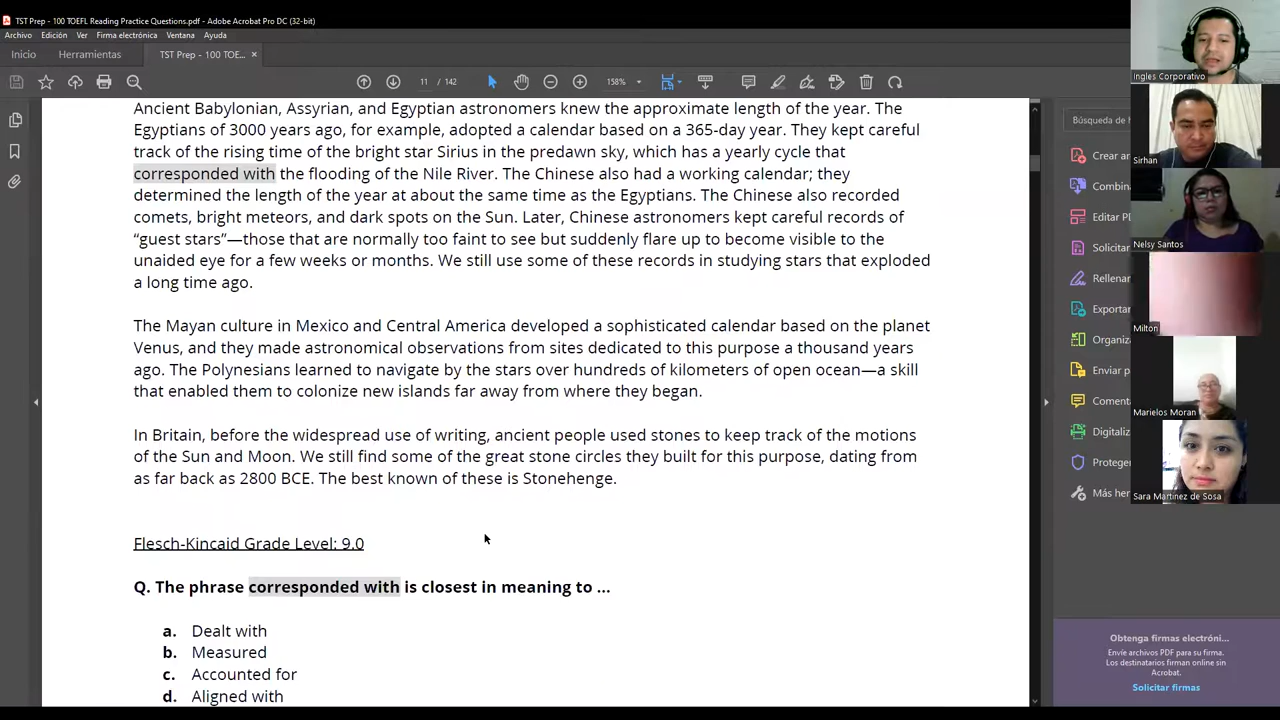 TST Prep - 100 TOEFL Reading Practice Questions.pdf - Adobe Acrobat Pro DC (32-bit)
Archivo Edición Ver Firma electrónica Ventana Ayuda
Inicio Herramientas TST Prep - 100 TOE... ×
11 / 142 158%
Ancient Babylonian, Assyrian, and Egyptian astronomers knew the approximate length of the year. The
Egyptians of 3000 years ago, for example, adopted a calendar based on a 365-day year. They kept careful
track of the rising time of the bright star Sirius in the predawn sky, which has a yearly cycle that
corresponded with the flooding of the Nile River. The Chinese also had a working calendar; they
determined the length of the year at about the same time as the Egyptians. The Chinese also recorded
comets, bright meteors, and dark spots on the Sun. Later, Chinese astronomers kept careful records of
“guest stars”—those that are normally too faint to see but suddenly flare up to become visible to the
unaided eye for a few weeks or months. We still use some of these records in studying stars that exploded
a long time ago.
The Mayan culture in Mexico and Central America developed a sophisticated calendar based on the planet
Venus, and they made astronomical observations from sites dedicated to this purpose a thousand years
ago. The Polynesians learned to navigate by the stars over hundreds of kilometers of open ocean—a skill
that enabled them to colonize new islands far away from where they began.
In Britain, before the widespread use of writing, ancient people used stones to keep track of the motions
of the Sun and Moon. We still find some of the great stone circles they built for this purpose, dating from
as far back as 2800 BCE. The best known of these is Stonehenge.
Flesch-Kincaid Grade Level: 9.0
Q. The phrase corresponded with is closest in meaning to ...
a. Dealt with
b. Measured
c. Accounted for
d. Aligned with
Búsqueda de h
Crear ar
Combina
Editar PD
Solicitar
Rellenar
Exportar
Organiza
Enviar p
Comenta
Digitaliz
Proteger
Más her
Obtenga firmas electróni...
Envíe archivos PDF para su firma.
Los destinatarios firman online sin
Acrobat.
Solicitar firmas
Ingles Corporativo
Sirhan
Nelsy Santos
Milton
Marielos Moran
Sara Martinez de Sosa